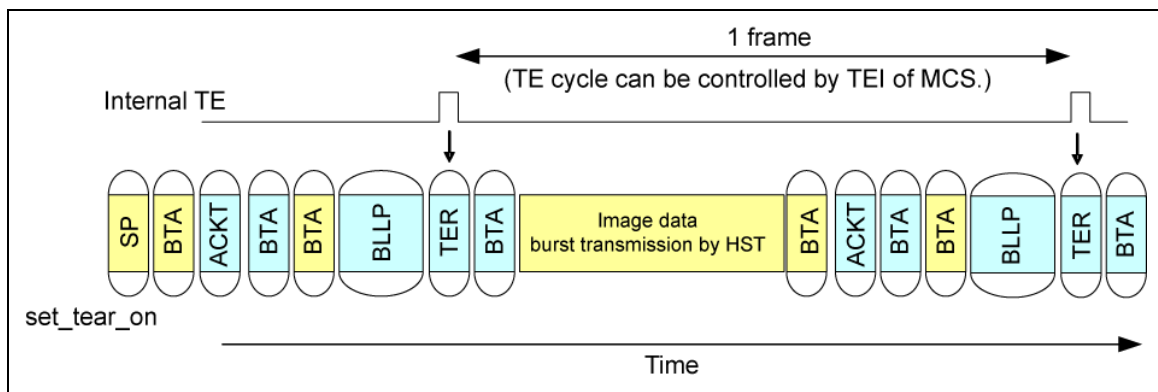 1 frame
(TE cycle can be controlled by TEI of MCS.)
Internal TE
SP
BTA
ACKT
BTA
BTA
BLLP
TER
BTA
Image data
burst transmission by HST
BTA
ACKT
BTA
BTA
BLLP
TER
BTA
set_tear_on
Time